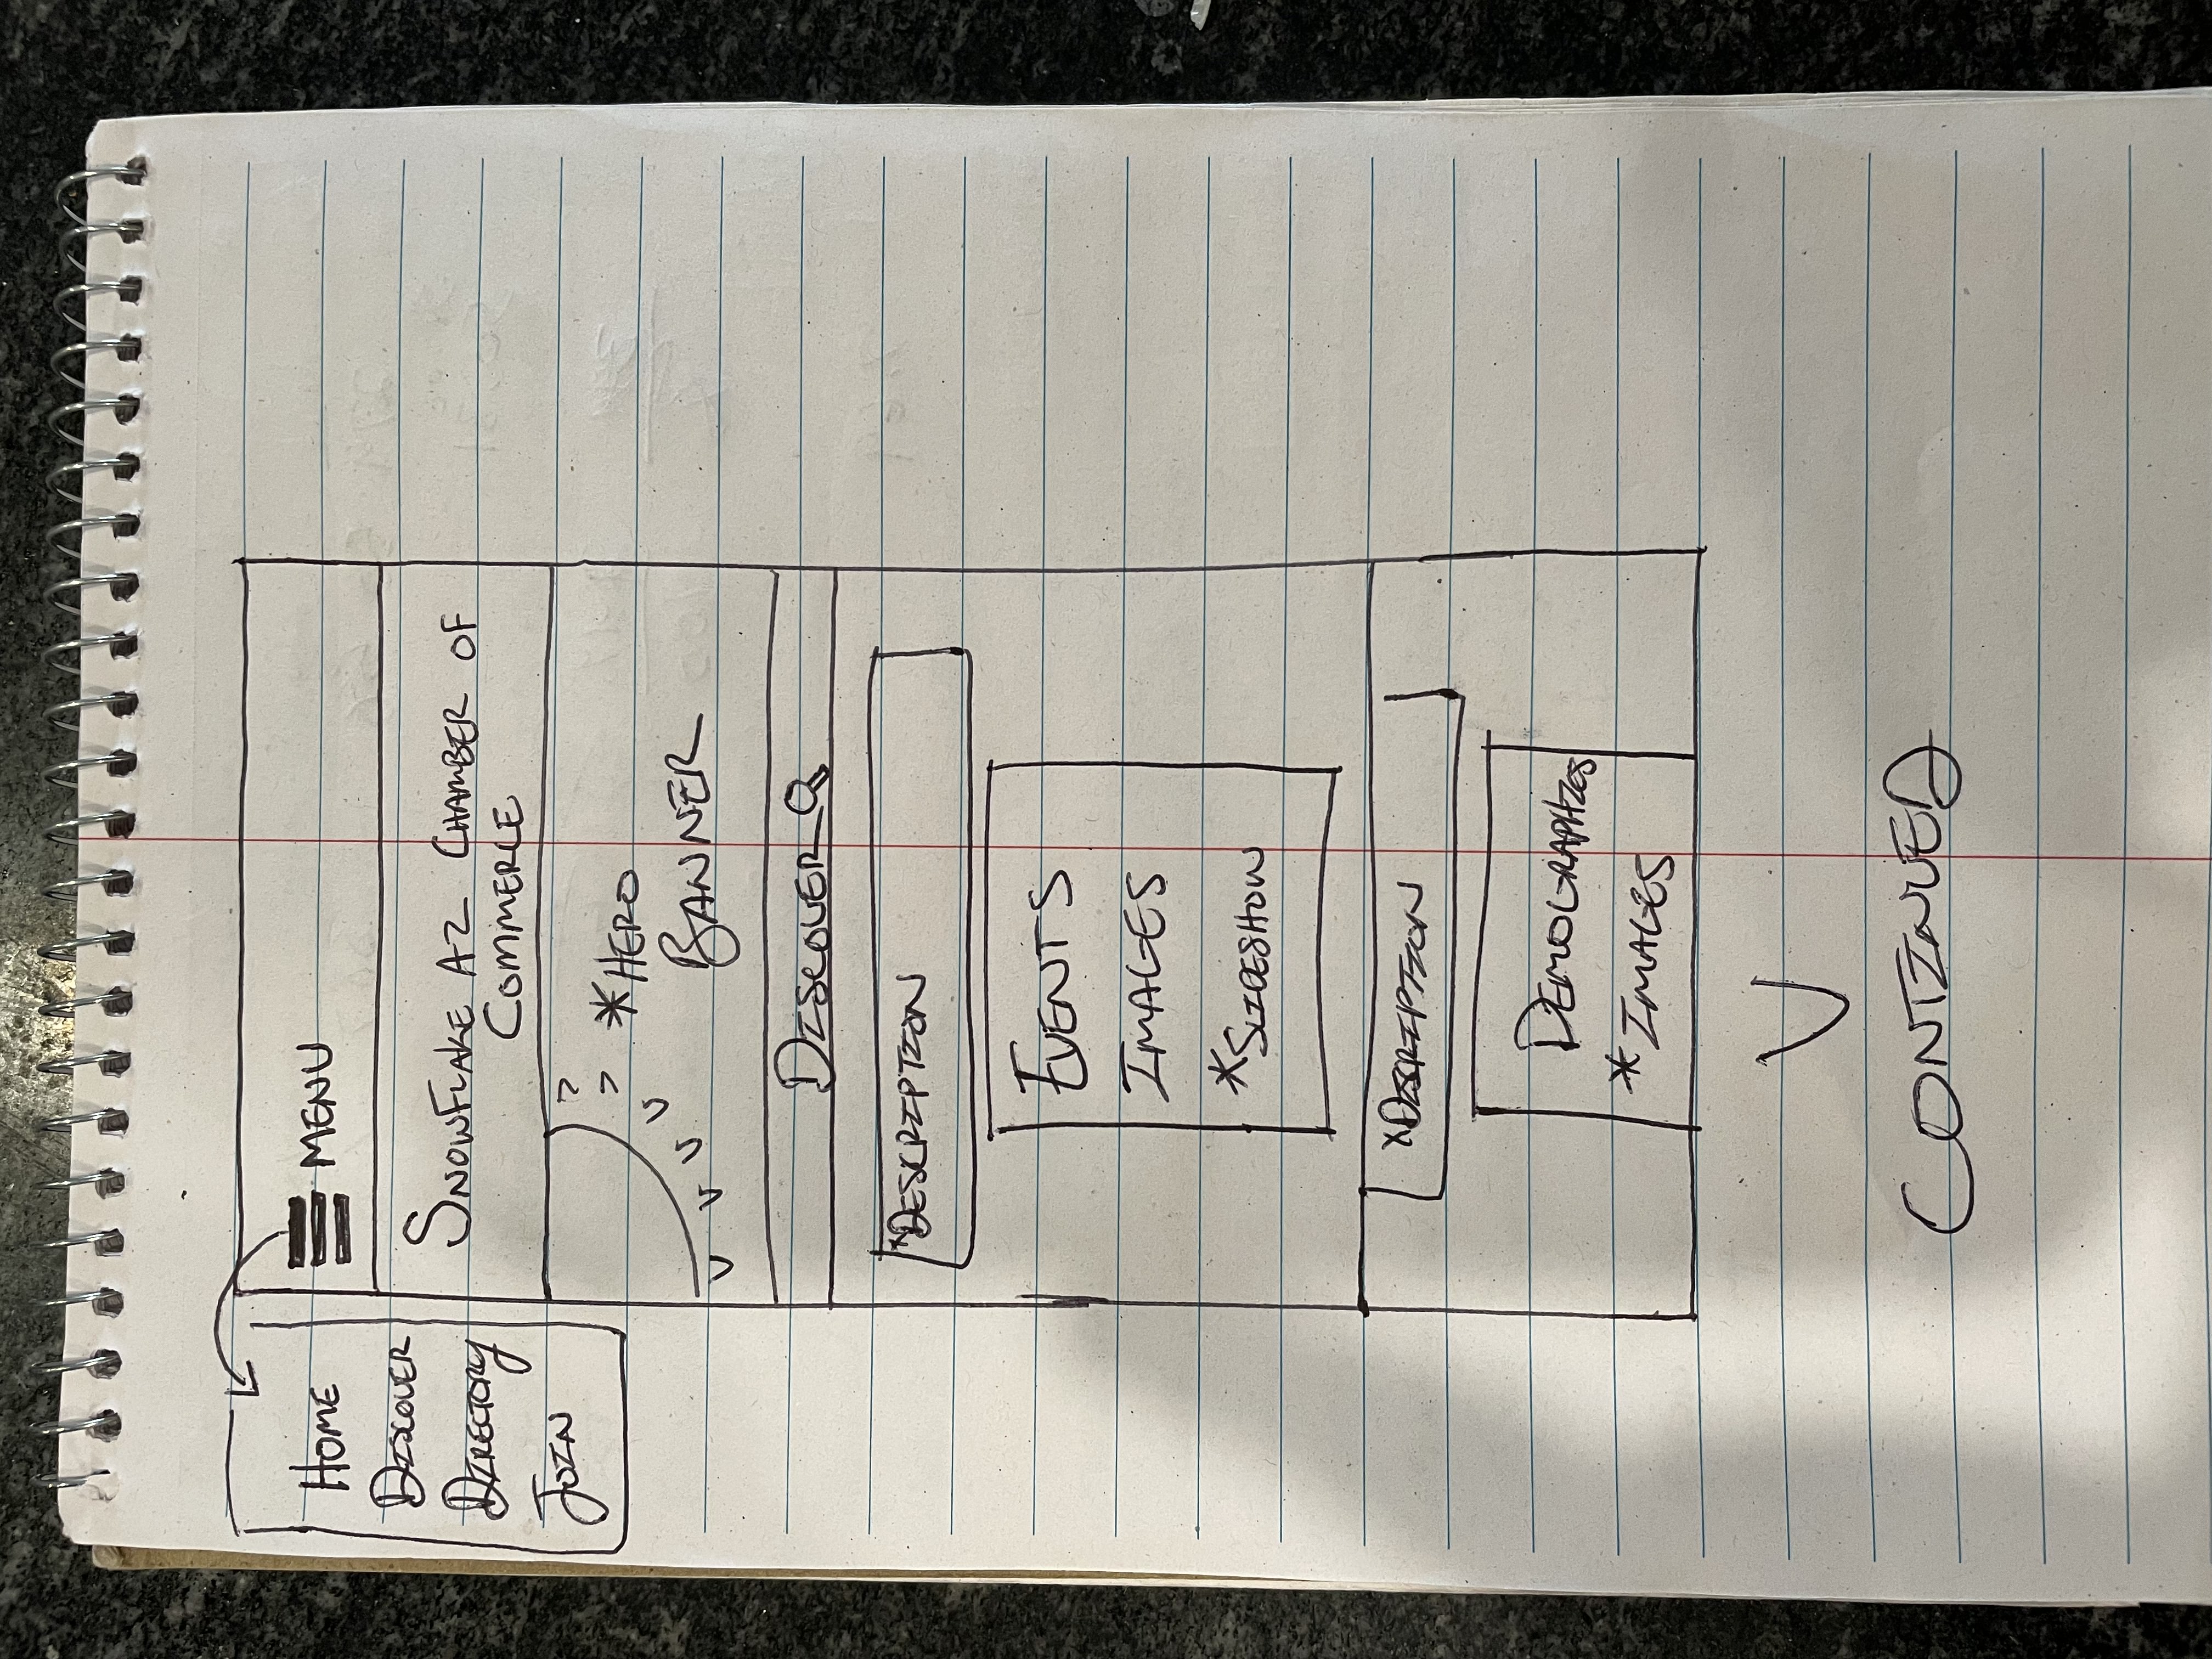 HOME
DISCOVER
DIRECTORY
JOIN
MENU
SNOWFLAKE AZ CHAMBER OF
COMMERCE
*HERO
BANNER
DISCOVER
*DESCRIPTION
EVENTS
IMAGES
*SLIDESHOW
*DISCRIPTION
DEMOGRAPHICS
*IMAGES
CONTINUED